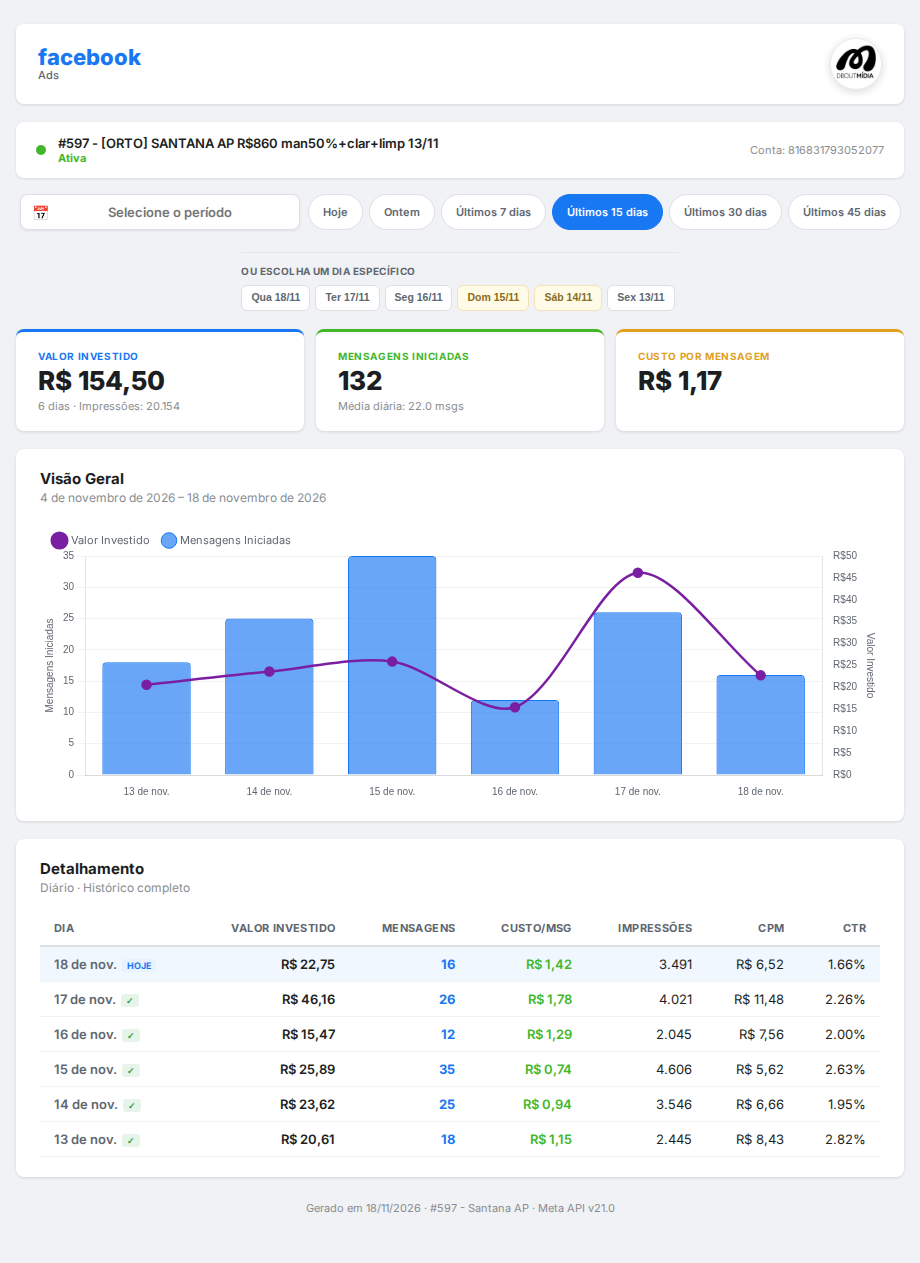 facebook
Ads
DBOUTMÍDIA
#597 - [ORTO] SANTANA AP R$860 man50%+clar+limp 13/11
Ativa
Conta: 816831793052077
Selecione o período
Hoje
Ontem
Últimos 7 dias
Últimos 15 dias
Últimos 30 dias
Últimos 45 dias
OU ESCOLHA UM DIA ESPECÍFICO
Qua 18/11
Ter 17/11
Seg 16/11
Dom 15/11
Sáb 14/11
Sex 13/11
VALOR INVESTIDO
R$ 154,50
6 dias · Impressões: 20.154
MENSAGENS INICIADAS
132
Média diária: 22.0 msgs
CUSTO POR MENSAGEM
R$ 1,17
Visão Geral
4 de novembro de 2026 – 18 de novembro de 2026
Valor Investido
Mensagens Iniciadas
Mensagens Iniciadas
35
30
25
20
15
10
5
0
R$50
R$45
R$40
R$35
R$30
R$25
R$20
R$15
R$10
R$5
R$0
Valor Investido
13 de nov.
14 de nov.
15 de nov.
16 de nov.
17 de nov.
18 de nov.
Detalhamento
Diário · Histórico completo
DIA VALOR INVESTIDO MENSAGENS CUSTO/MSG IMPRESSÕES CPM CTR
18 de nov. HOJE R$ 22,75 16 R$ 1,42 3.491 R$ 6,52 1.66%
17 de nov. ✓ R$ 46,16 26 R$ 1,78 4.021 R$ 11,48 2.26%
16 de nov. ✓ R$ 15,47 12 R$ 1,29 2.045 R$ 7,56 2.00%
15 de nov. ✓ R$ 25,89 35 R$ 0,74 4.606 R$ 5,62 2.63%
14 de nov. ✓ R$ 23,62 25 R$ 0,94 3.546 R$ 6,66 1.95%
13 de nov. ✓ R$ 20,61 18 R$ 1,15 2.445 R$ 8,43 2.82%
Gerado em 18/11/2026 · #597 - Santana AP · Meta API v21.0